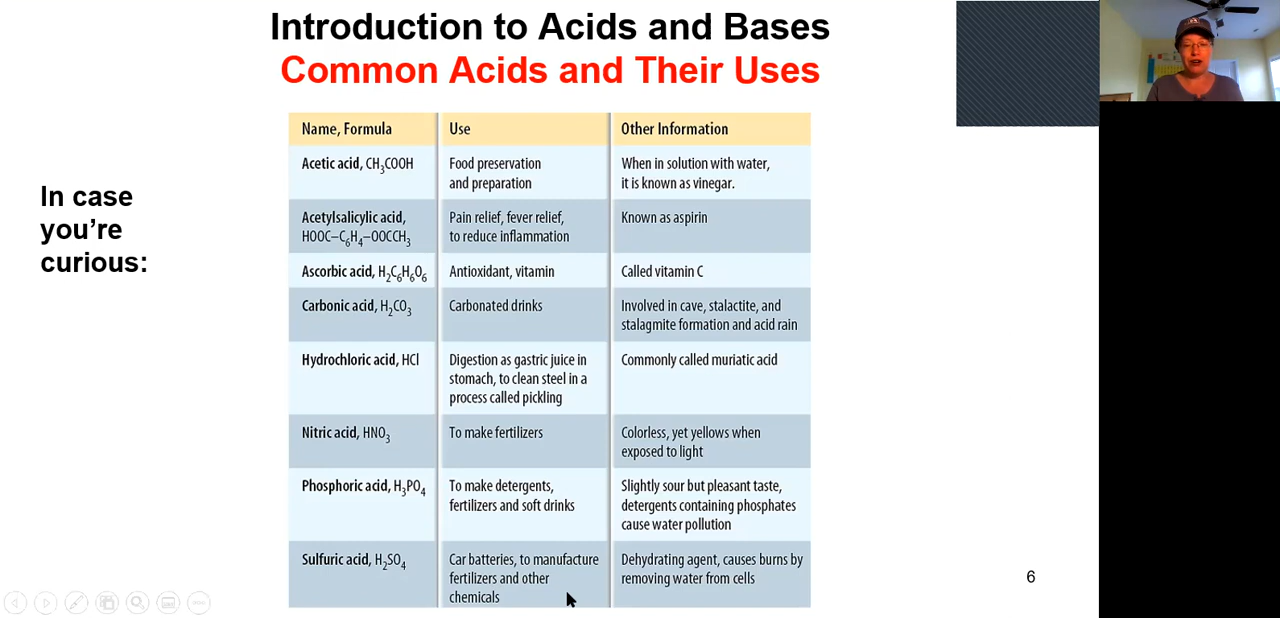 Introduction to Acids and Bases
Common Acids and Their Uses
In case
you're
curious:
Name, Formula
Use
Other Information
Acetic acid, CH₃COOH
Food preservation
and preparation
When in solution with water,
it is known as vinegar.
Acetylsalicylic acid,
HOOC–C₆H₄–OOCCH₃
Pain relief, fever relief,
to reduce inflammation
Known as aspirin
Ascorbic acid, H₂C₆H₆O₆
Antioxidant, vitamin
Called vitamin C
Carbonic acid, H₂CO₃
Carbonated drinks
Involved in cave, stalactite, and
stalagmite formation and acid rain
Hydrochloric acid, HCl
Digestion as gastric juice in
stomach, to clean steel in a
process called pickling
Commonly called muriatic acid
Nitric acid, HNO₃
To make fertilizers
Colorless, yet yellows when
exposed to light
Phosphoric acid, H₃PO₄
To make detergents,
fertilizers and soft drinks
Slightly sour but pleasant taste,
detergents containing phosphates
cause water pollution
Sulfuric acid, H₂SO₄
Car batteries, to manufacture
fertilizers and other
chemicals
Dehydrating agent, causes burns by
removing water from cells
6